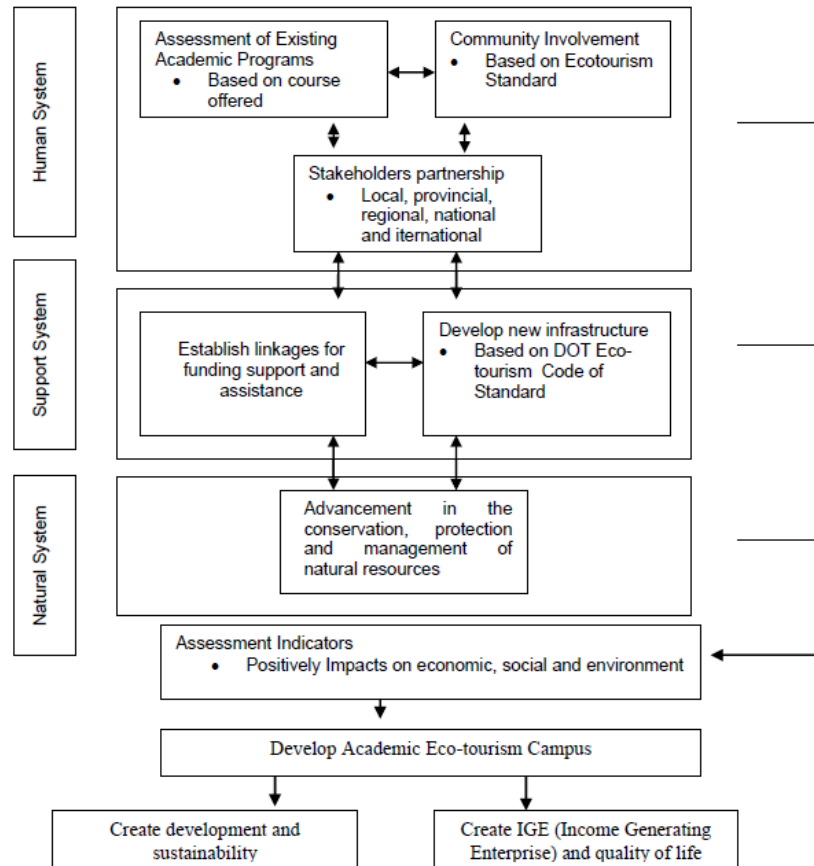 Human System
Assessment of Existing
Academic Programs
• Based on course
offered
Community Involvement
• Based on Ecotourism
Standard
Stakeholders partnership
• Local, provincial,
regional, national
and iternational
Support System
Establish linkages for
funding support and
assistance
Develop new infrastructure
• Based on DOT Eco-
tourism Code of
Standard
Natural System
Advancement in the
conservation, protection
and management of
natural resources
Assessment Indicators
• Positively Impacts on economic, social and environment
Develop Academic Eco-tourism Campus
Create development and
sustainability
Create IGE (Income Generating
Enterprise) and quality of life